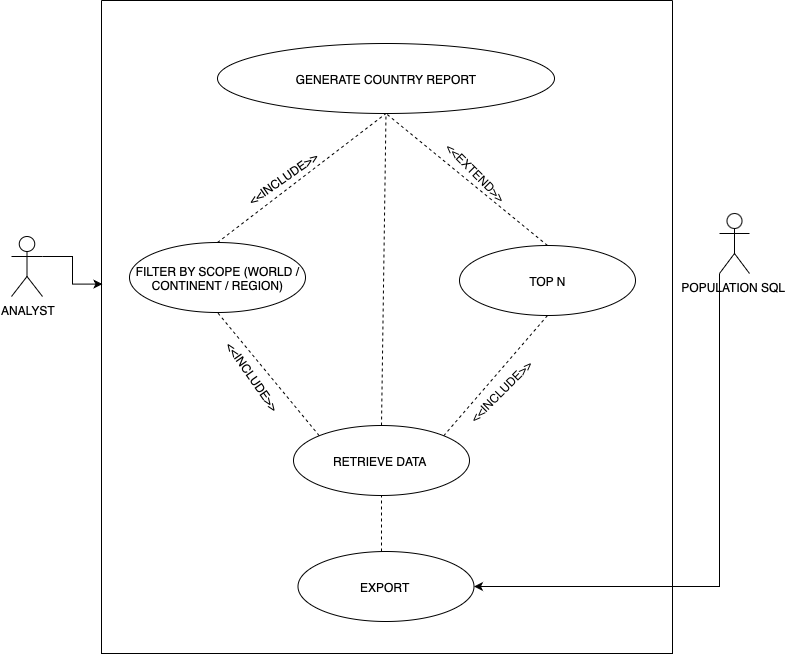 GENERATE COUNTRY REPORT
<<INCLUDE>>
<<EXTEND>>
FILTER BY SCOPE (WORLD /
CONTINENT / REGION)
TOP N
ANALYST
POPULATION SQL
<<INCLUDE>>
<<INCLUDE>>
RETRIEVE DATA
EXPORT